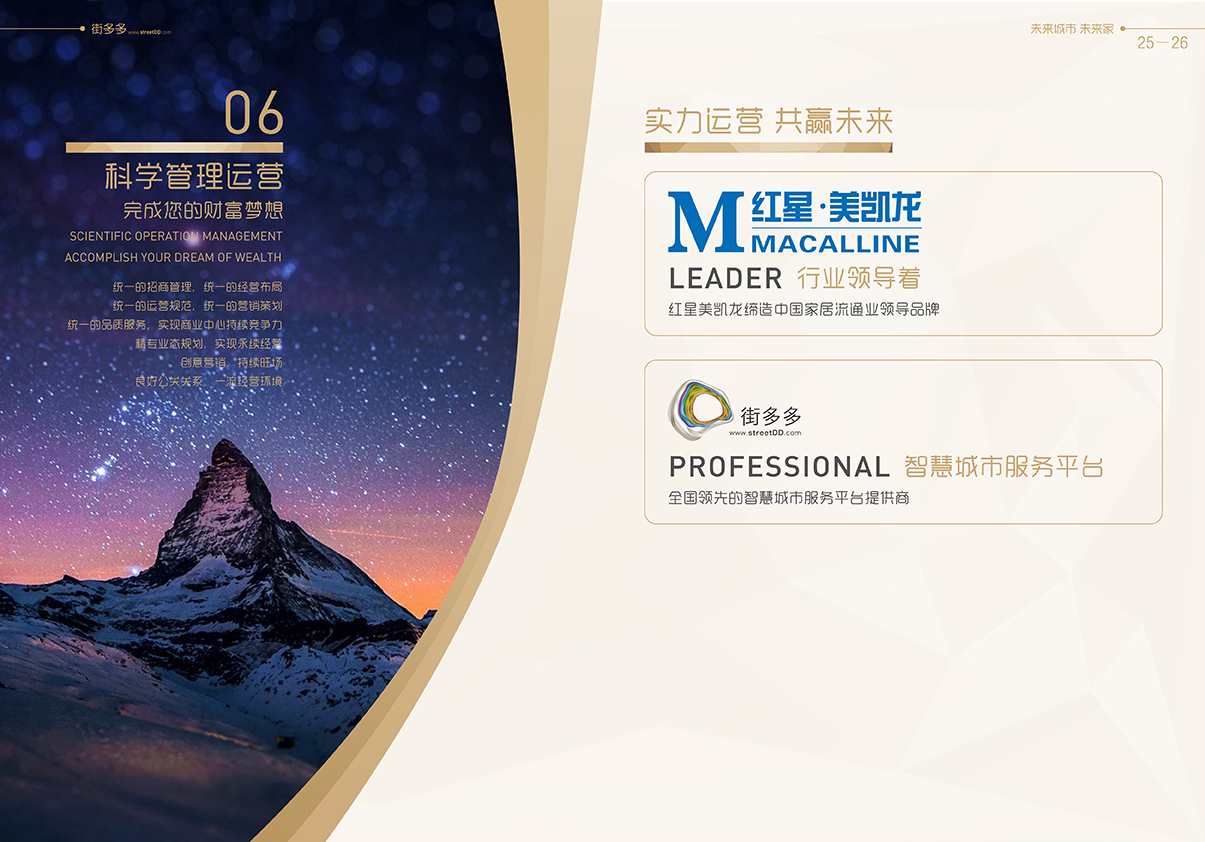 街多多 www.streetDD.com
06
科学管理运营
完成您的财富梦想
SCIENTIFIC OPERATION MANAGEMENT
ACCOMPLISH YOUR DREAM OF WEALTH
统一的招商管理，统一的经营布局
统一的运营规范，统一的营销策划
统一的品质服务，实现商业中心持续竞争力
精专业态规划，实现永续经营
创意营销，持续旺场
良好公关关系，一流经营环境
未来城市 未来家
25—26
实力运营 共赢未来
M 红星·美凯龙
MACALLINE
LEADER 行业领导着
红星美凯龙缔造中国家居流通业领导品牌
街多多
www.streetDD.com
PROFESSIONAL 智慧城市服务平台
全国领先的智慧城市服务平台提供商